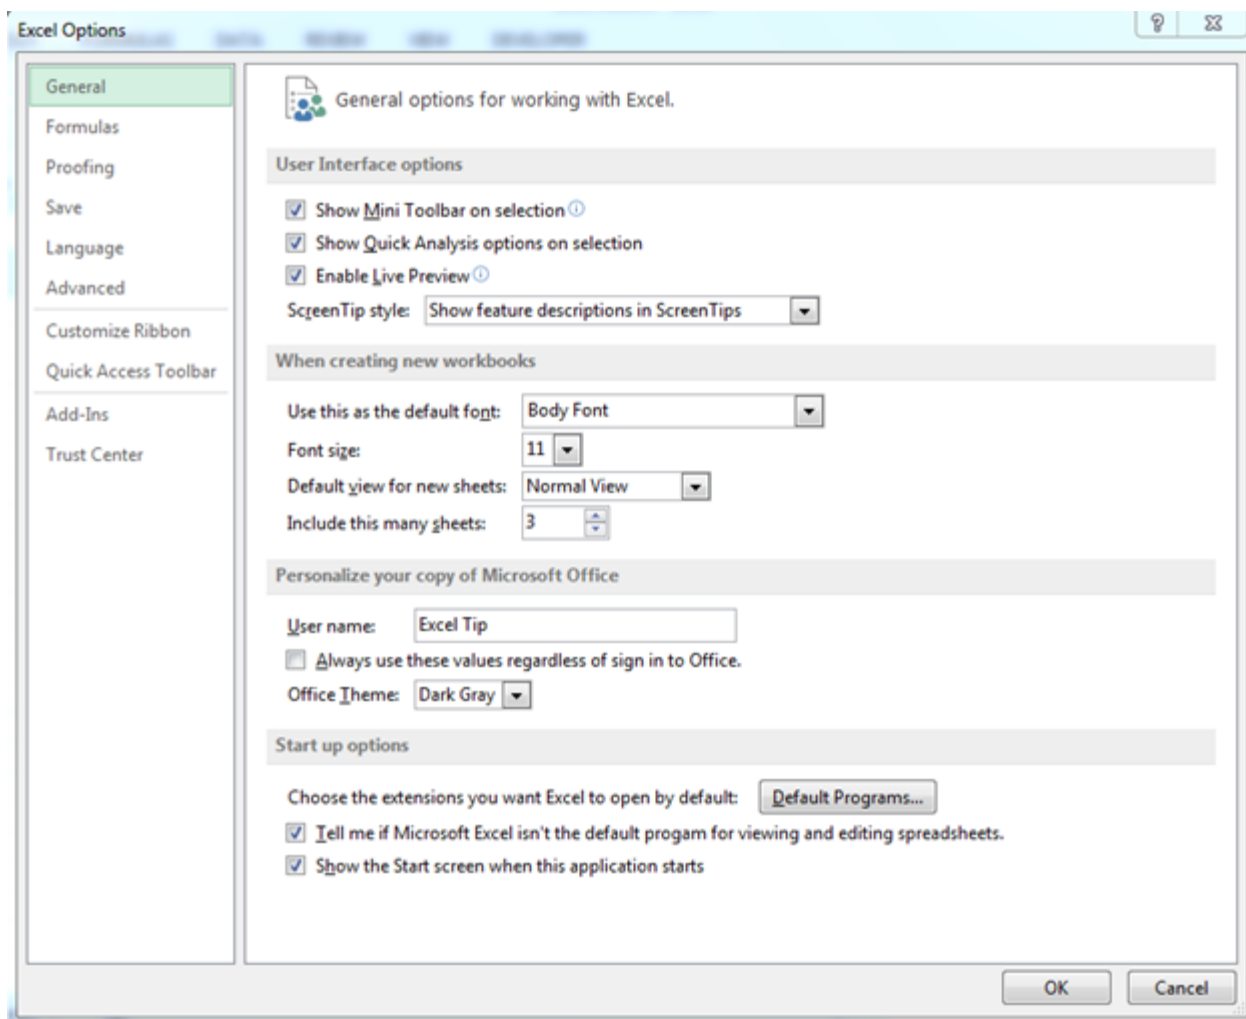 Excel Options
DATA REVIEW VIEW DEVELOPER
General
Formulas
Proofing
Save
Language
Advanced
Customize Ribbon
Quick Access Toolbar
Add-Ins
Trust Center
General options for working with Excel.
User Interface options
Show Mini Toolbar on selection
Show Quick Analysis options on selection
Enable Live Preview
ScreenTip style: Show feature descriptions in ScreenTips
When creating new workbooks
Use this as the default font: Body Font
Font size: 11
Default view for new sheets: Normal View
Include this many sheets: 3
Personalize your copy of Microsoft Office
User name: Excel Tip
Always use these values regardless of sign in to Office.
Office Theme: Dark Gray
Start up options
Choose the extensions you want Excel to open by default: Default Programs...
Tell me if Microsoft Excel isn't the default progam for viewing and editing spreadsheets.
Show the Start screen when this application starts
OK Cancel